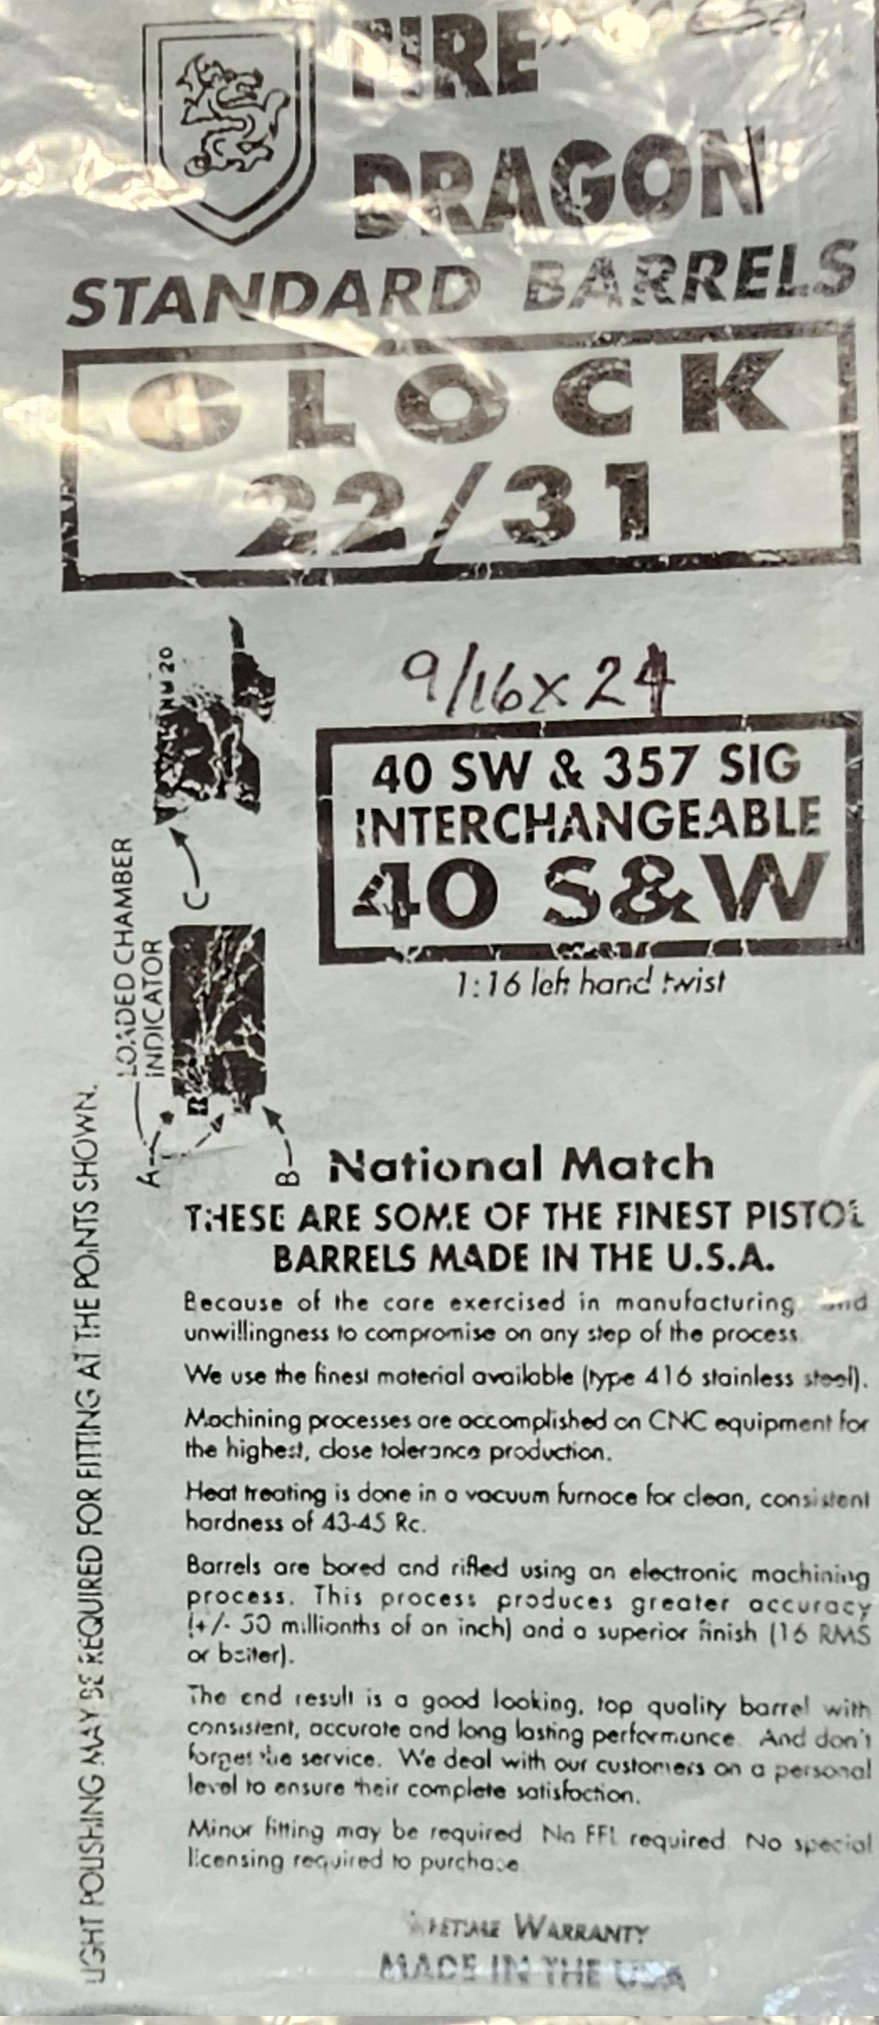 FIRE
DRAGON
STANDARD BARRELS
GLOCK
22/31
9/16x24
40 SW & 357 SIG
INTERCHANGEABLE
40 S&W
1:16 left hand twist
C
LOADED CHAMBER
INDICATOR
A
B
LIGHT POLISHING MAY BE REQUIRED FOR FITTING AT THE POINTS SHOWN.
National Match
THESE ARE SOME OF THE FINEST PISTOL
BARRELS MADE IN THE U.S.A.
Because of the care exercised in manufacturing and
unwillingness to compromise on any step of the process
We use the finest material available (type 416 stainless steel).
Machining processes are accomplished on CNC equipment for
the highest, close tolerance production.
Heat treating is done in a vacuum furnace for clean, consistent
hardness of 43-45 Rc.
Barrels are bored and rifled using an electronic machining
process. This process produces greater accuracy
(+/- 50 millionths of an inch) and a superior finish (16 RMS
or better).
The end result is a good looking, top quality barrel with
consistent, accurate and long lasting performance. And don't
forget the service. We deal with our customers on a personal
level to ensure their complete satisfaction.
Minor fitting may be required No FFL required No special
licensing required to purchase
LIFETIME WARRANTY
MADE IN THE USA